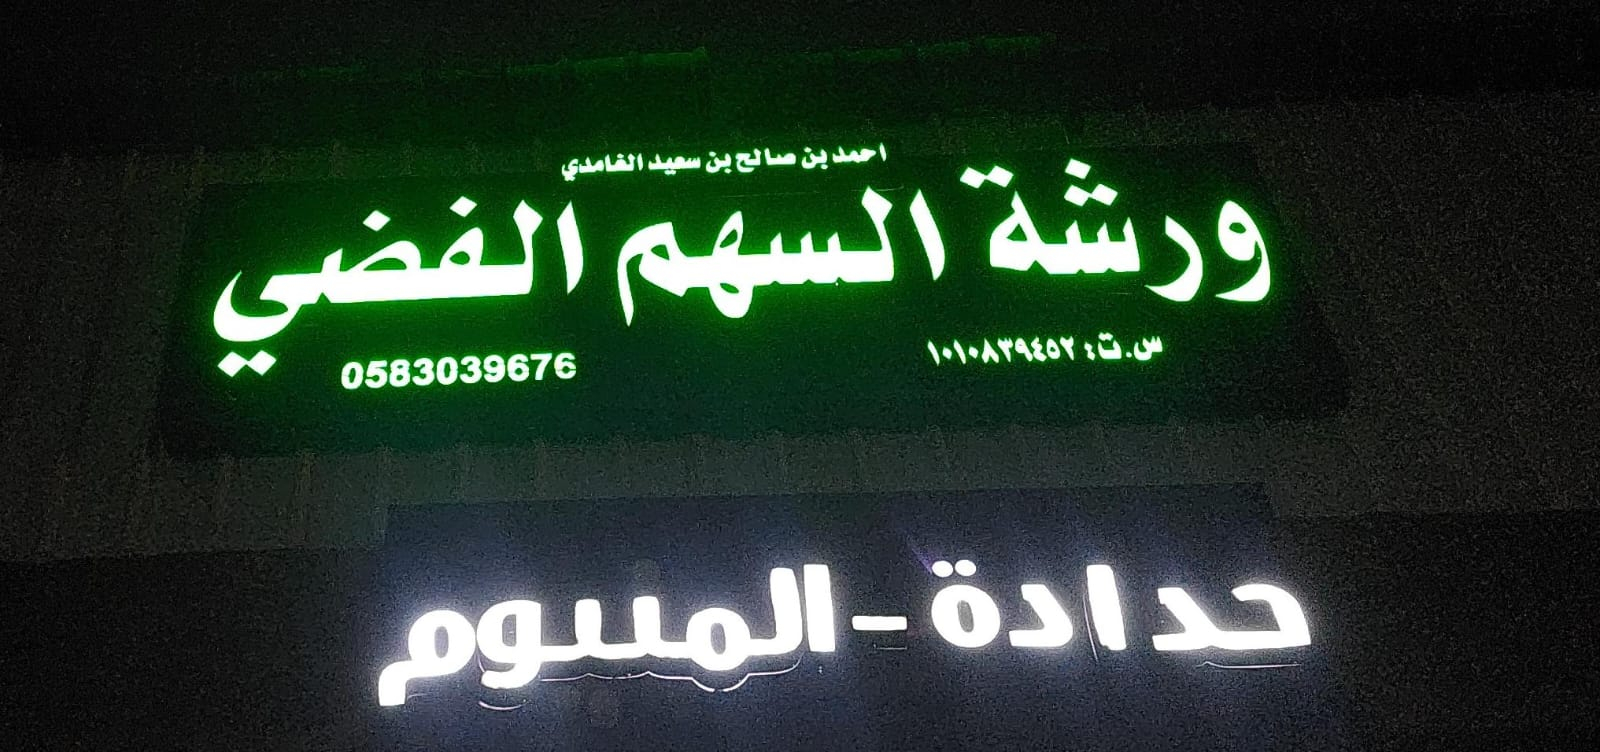 احمد بن صالح بن سعيد الغامدي
ورشة السهم الفضي
س.ت: ١٠١٠٨٣٩٤٥٢
0583039676
حدادة - المسوم